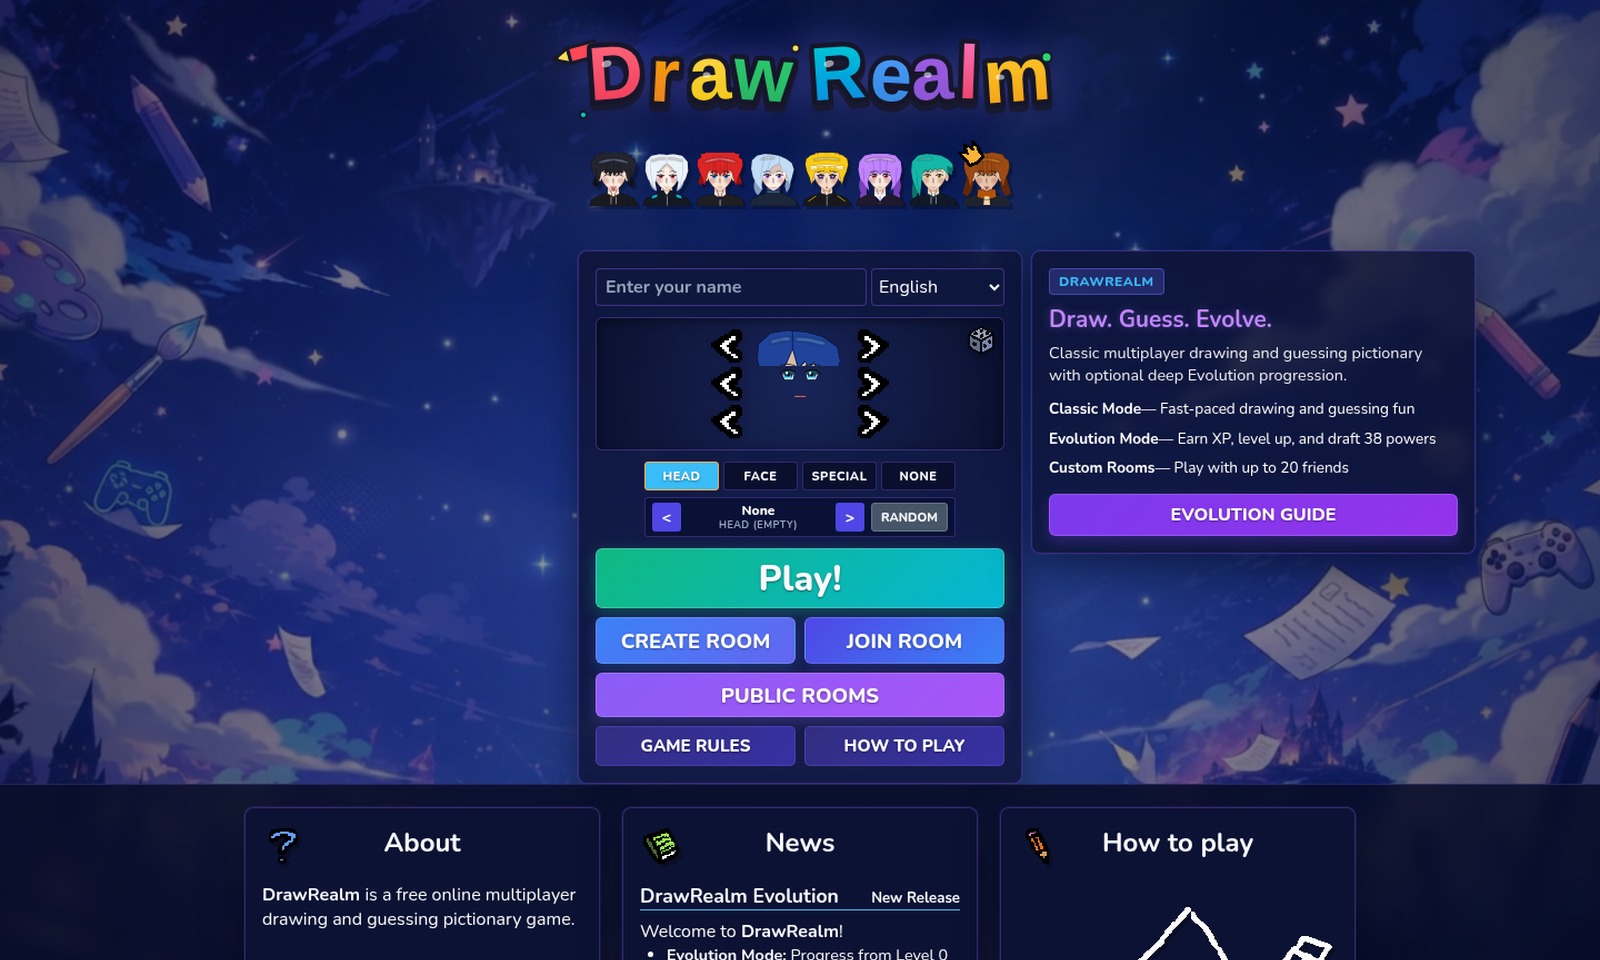 Draw Realm
Enter your name
English
DRAWREALM
Draw. Guess. Evolve.
Classic multiplayer drawing and guessing pictionary
with optional deep Evolution progression.
Classic Mode— Fast-paced drawing and guessing fun
Evolution Mode— Earn XP, level up, and draft 38 powers
Custom Rooms— Play with up to 20 friends
EVOLUTION GUIDE
HEAD FACE SPECIAL NONE
< None > RANDOM
HEAD (EMPTY)
Play!
CREATE ROOM JOIN ROOM
PUBLIC ROOMS
GAME RULES HOW TO PLAY
About
DrawRealm is a free online multiplayer
drawing and guessing pictionary game.
News
DrawRealm Evolution New Release
Welcome to DrawRealm!
• Evolution Mode: Progress from Level 0
How to play